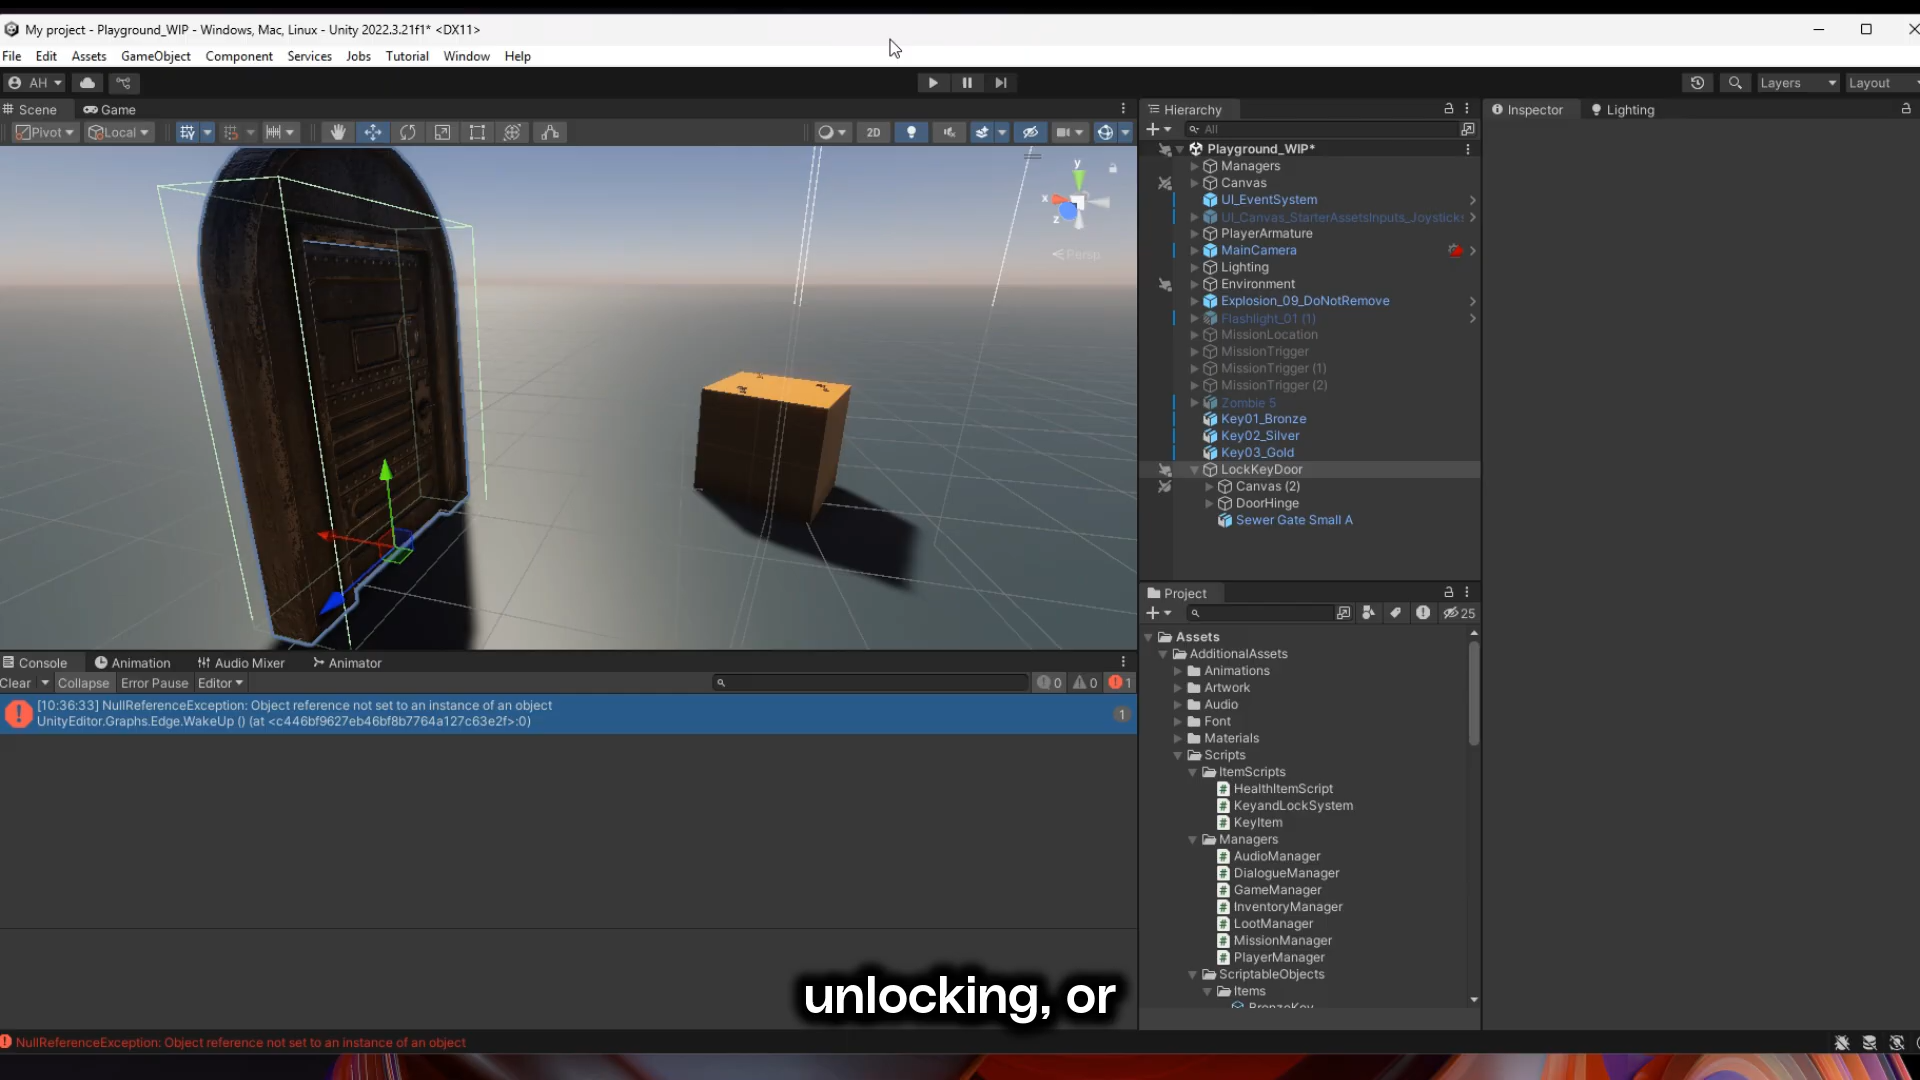 My project - Playground_WIP - Windows, Mac, Linux - Unity 2022.3.21f1* <DX11>
File Edit Assets GameObject Component Services Jobs Tutorial Window Help
AH Layers Layout
Scene Game
Pivot Local 2D
y
x
z
Persp
Hierarchy
All
Playground_WIP*
Managers
Canvas
UI_EventSystem
UI_Canvas_StarterAssetsInputs_Joysticks
PlayerArmature
MainCamera
Lighting
Environment
Explosion_09_DoNotRemove
Flashlight_01 (1)
MissionLocation
MissionTrigger
MissionTrigger (1)
MissionTrigger (2)
Zombie 5
Key01_Bronze
Key02_Silver
Key03_Gold
LockKeyDoor
Canvas (2)
DoorHinge
Sewer Gate Small A
Inspector Lighting
Project
25
Assets
AdditionalAssets
Animations
Artwork
Audio
Font
Materials
Scripts
ItemScripts
HealthItemScript
KeyandLockSystem
KeyItem
Managers
AudioManager
DialogueManager
GameManager
InventoryManager
LootManager
MissionManager
PlayerManager
ScriptableObjects
Items
BronzeKey
Console Animation Audio Mixer Animator
Clear Collapse Error Pause Editor 0 0 1
[10:36:33] NullReferenceException: Object reference not set to an instance of an object
UnityEditor.Graphs.Edge.WakeUp () (at <c446bf9627eb46bf8b7764a127c63e2f>:0)
1
unlocking, or
NullReferenceException: Object reference not set to an instance of an object